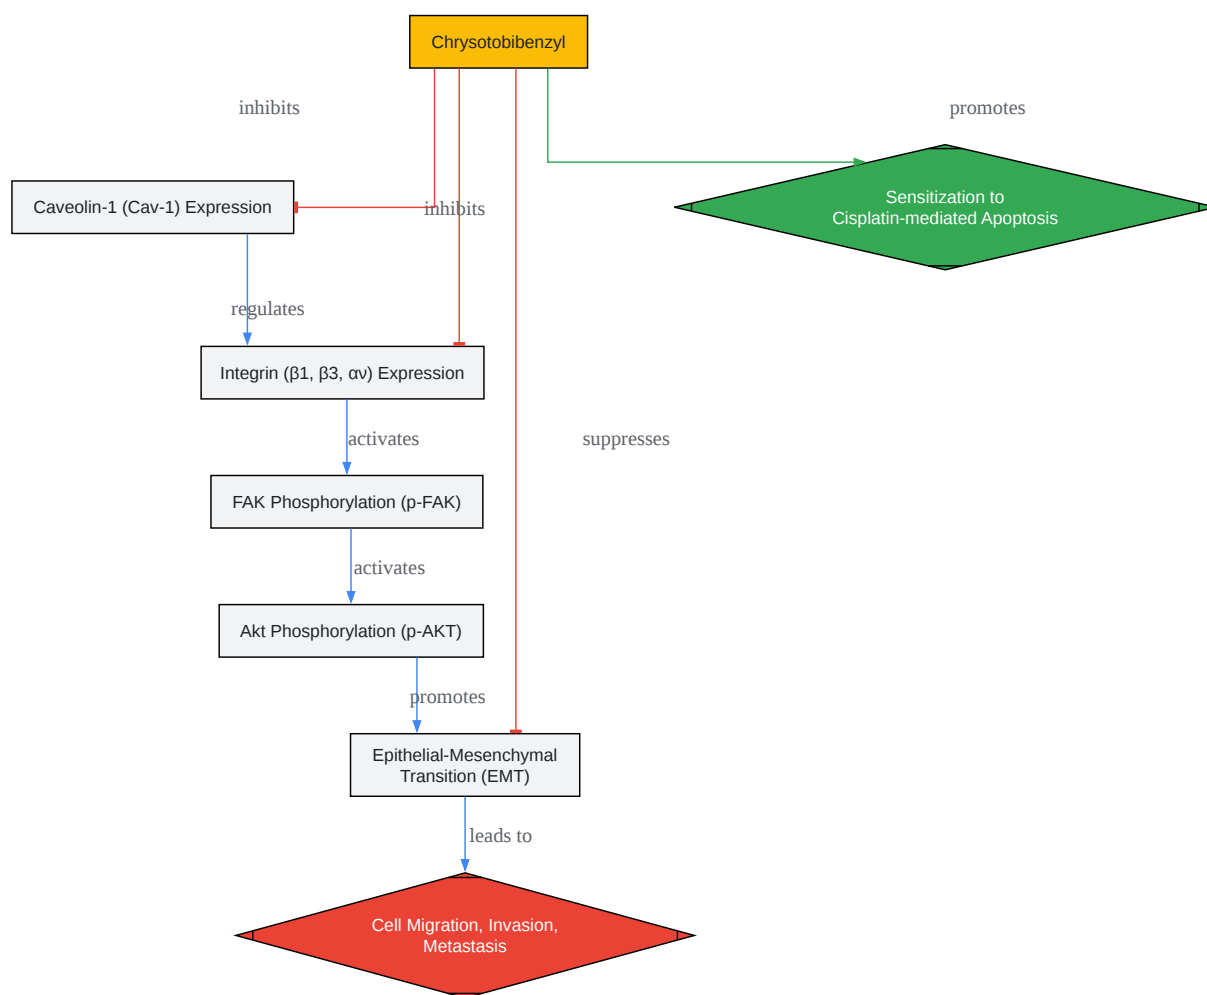 Chrysotobibenzyl
inhibits
promotes
Sensitization to
Cisplatin-mediated Apoptosis
Caveolin-1 (Cav-1) Expression
inhibits
regulates
Integrin (β1, β3, αν) Expression
activates
suppresses
FAK Phosphorylation (p-FAK)
activates
Akt Phosphorylation (p-AKT)
promotes
Epithelial-Mesenchymal
Transition (EMT)
leads to
Cell Migration, Invasion,
Metastasis